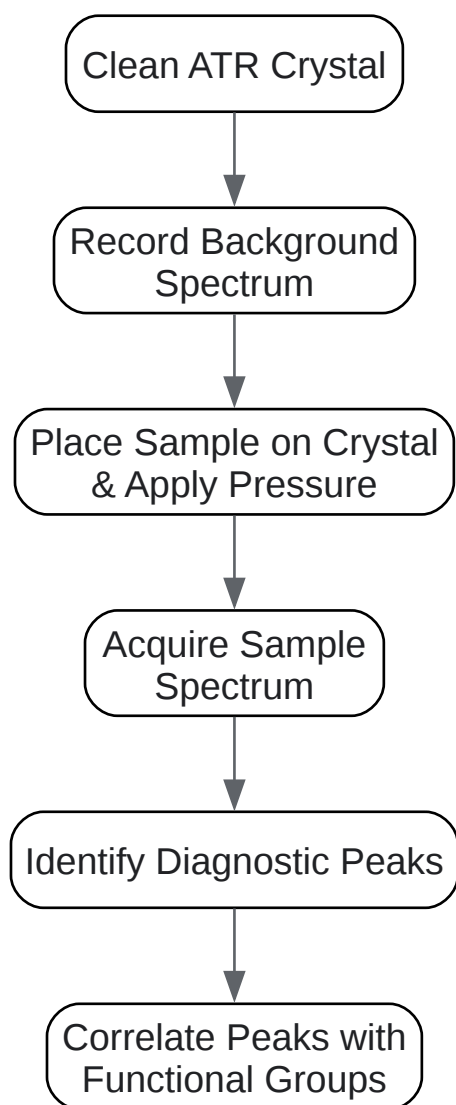 Clean ATR Crystal
Record Background
Spectrum
Place Sample on Crystal
& Apply Pressure
Acquire Sample
Spectrum
Identify Diagnostic Peaks
Correlate Peaks with
Functional Groups